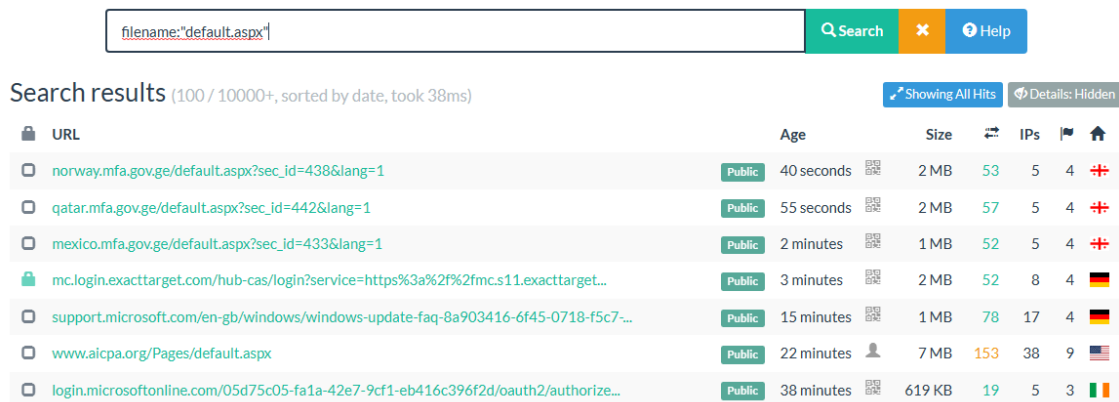 filename:"default.aspx"
Search
Help
Search results (100 / 10000+, sorted by date, took 38ms)
Showing All Hits
Details: Hidden
URL Age Size IPs
norway.mfa.gov.ge/default.aspx?sec_id=438&lang=1 Public 40 seconds 2 MB 53 5 4
qatar.mfa.gov.ge/default.aspx?sec_id=442&lang=1 Public 55 seconds 2 MB 57 5 4
mexico.mfa.gov.ge/default.aspx?sec_id=433&lang=1 Public 2 minutes 1 MB 52 5 4
mc.login.exacttarget.com/hub-cas/login?service=https%3a%2f%2fmc.s11.exacttarget... Public 3 minutes 2 MB 52 8 4
support.microsoft.com/en-gb/windows/windows-update-faq-8a903416-6f45-0718-f5c7-... Public 15 minutes 1 MB 78 17 4
www.aicpa.org/Pages/default.aspx Public 22 minutes 7 MB 153 38 9
login.microsoftonline.com/05d75c05-fa1a-42e7-9cf1-eb416c396f2d/oauth2/authorize... Public 38 minutes 619 KB 19 5 3